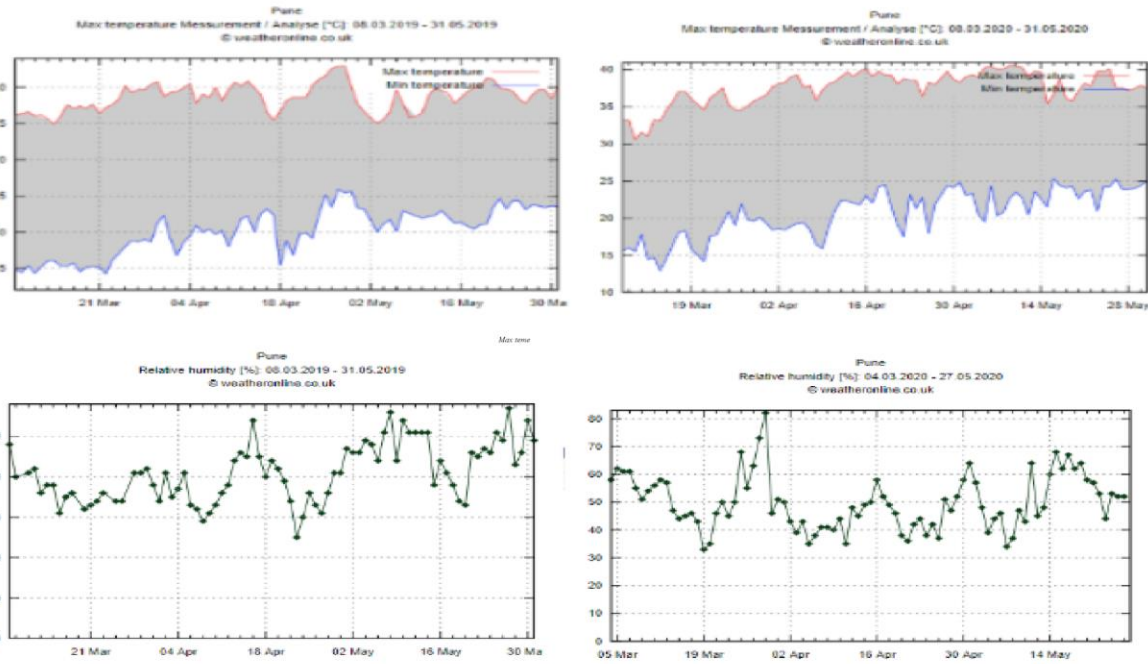 Pune
Max temperature Messurement / Analyse [°C]: 08.03.2019 - 31.05.2019
© weatheronline.co.uk
Max temperature
Min temperature
21 Mar 04 Apr 18 Apr 02 May 16 May 30 Ma
Pune
Max temperature Messurement / Analyse [°C]: 08.03.2020 - 31.05.2020
© weatheronline.co.uk
40
Max temperature
Min temperature
35
30
25
20
15
10
19 Mar 02 Apr 16 Apr 30 Apr 14 May 28 May
Max teme
Pune
Relative humidity [%]: 08.03.2019 - 31.05.2019
© weatheronline.co.uk
21 Mar 04 Apr 18 Apr 02 May 16 May 30 Ma
Pune
Relative humidity [%]: 04.03.2020 - 27.05.2020
© weatheronline.co.uk
80
70
60
50
40
30
20
10
0
05 Mar 19 Mar 02 Apr 16 Apr 30 Apr 14 May